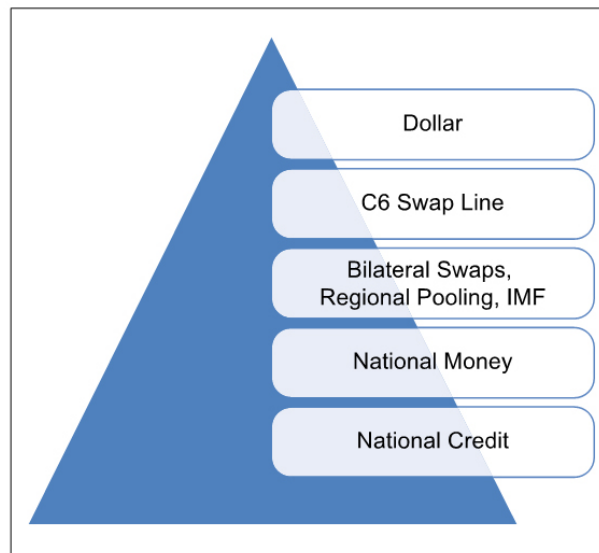 Dollar
C6 Swap Line
Bilateral Swaps,
Regional Pooling, IMF
National Money
National Credit